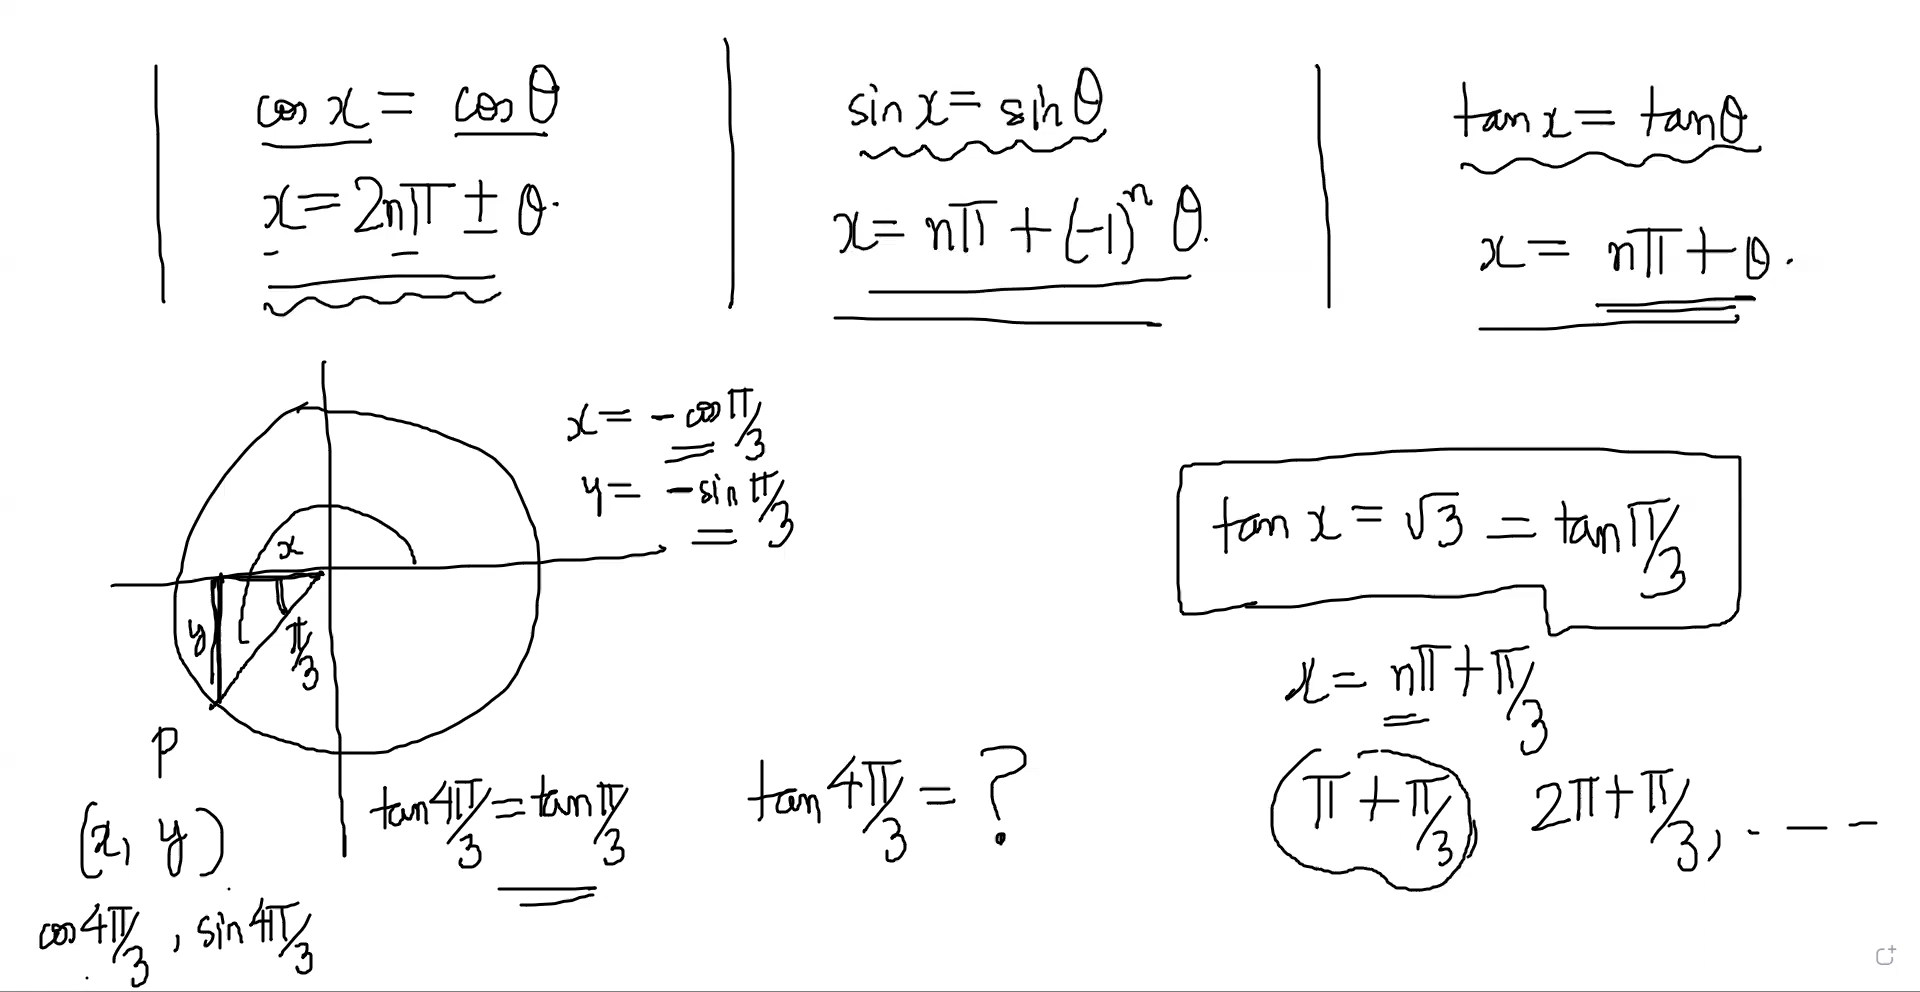 cos x = cos θ
x = 2nπ ± θ.
sin x = sin θ
x = nπ + (-1)ⁿ θ.
tan x = tan θ
x = nπ + θ.
x = - cos π/3
y = - sin π/3
x
y
π/3
P
(x, y)
cos 4π/3 , sin 4π/3
tan 4π/3 = tan π/3
tan 4π/3 = ?
tan x = √3 = tan π/3
x = nπ + π/3
π + π/3 2π + π/3 , . - -